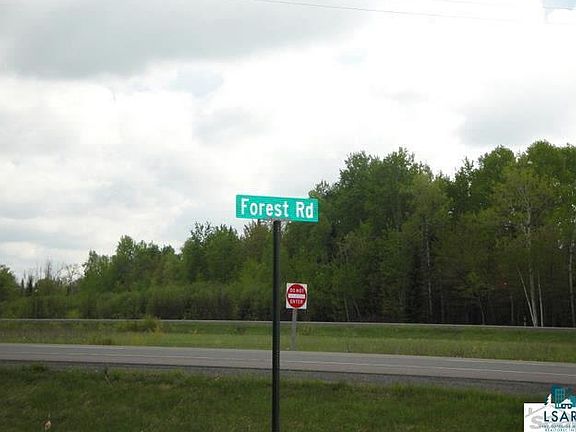 Forest Rd
DO NOT
ENTER
LSAR